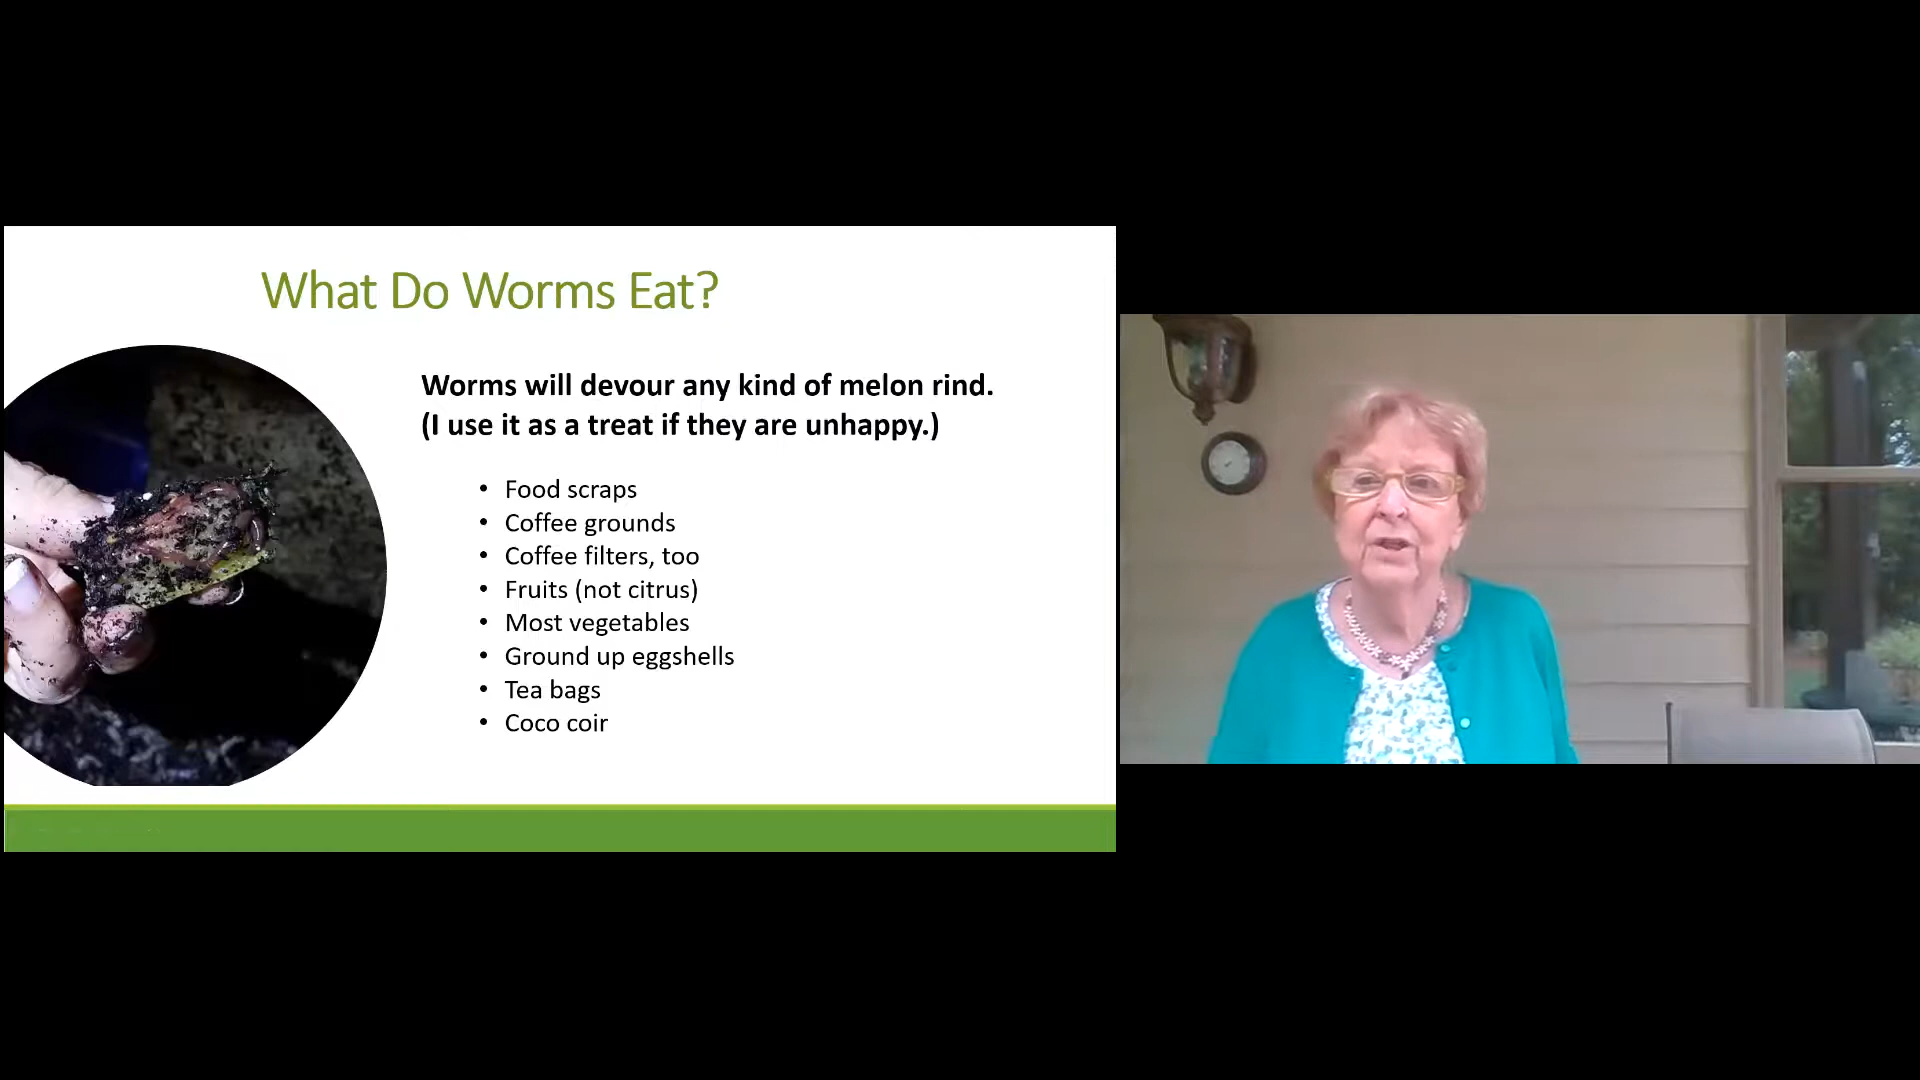 What Do Worms Eat?
Worms will devour any kind of melon rind.
(I use it as a treat if they are unhappy.)
• Food scraps
• Coffee grounds
• Coffee filters, too
• Fruits (not citrus)
• Most vegetables
• Ground up eggshells
• Tea bags
• Coco coir